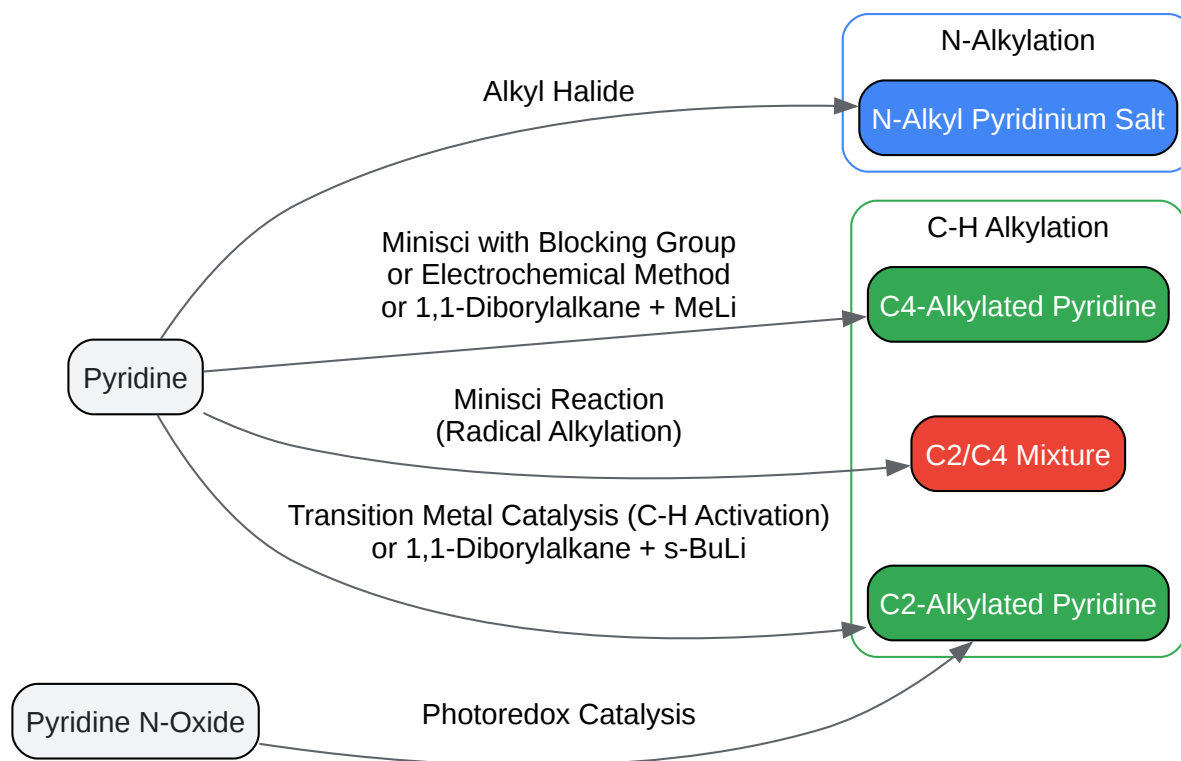 N-Alkylation
Alkyl Halide
N-Alkyl Pyridinium Salt
C-H Alkylation
Minisci with Blocking Group
or Electrochemical Method
or 1,1-Diborylalkane + MeLi
C4-Alkylated Pyridine
Pyridine
Minisci Reaction
(Radical Alkylation)
C2/C4 Mixture
Transition Metal Catalysis (C-H Activation)
or 1,1-Diborylalkane + s-BuLi
C2-Alkylated Pyridine
Pyridine N-Oxide
Photoredox Catalysis